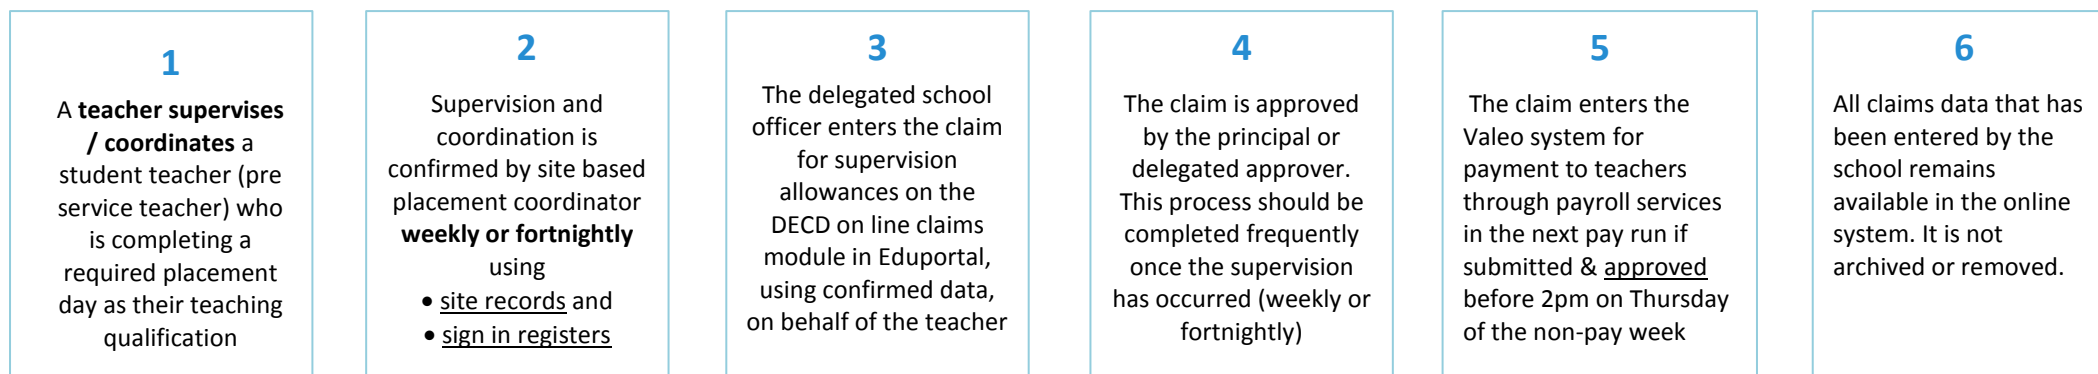 1
A teacher supervises
/ coordinates a
student teacher (pre
service teacher) who
is completing a
required placement
day as their teaching
qualification
2
Supervision and
coordination is
confirmed by site based
placement coordinator
weekly or fortnightly
using
• site records and
• sign in registers
3
The delegated school
officer enters the claim
for supervision
allowances on the
DECD on line claims
module in Eduportal,
using confirmed data,
on behalf of the teacher
4
The claim is approved
by the principal or
delegated approver.
This process should be
completed frequently
once the supervision
has occurred (weekly or
fortnightly)
5
The claim enters the
Valeo system for
payment to teachers
through payroll services
in the next pay run if
submitted & approved
before 2pm on Thursday
of the non-pay week
6
All claims data that has
been entered by the
school remains
available in the online
system. It is not
archived or removed.